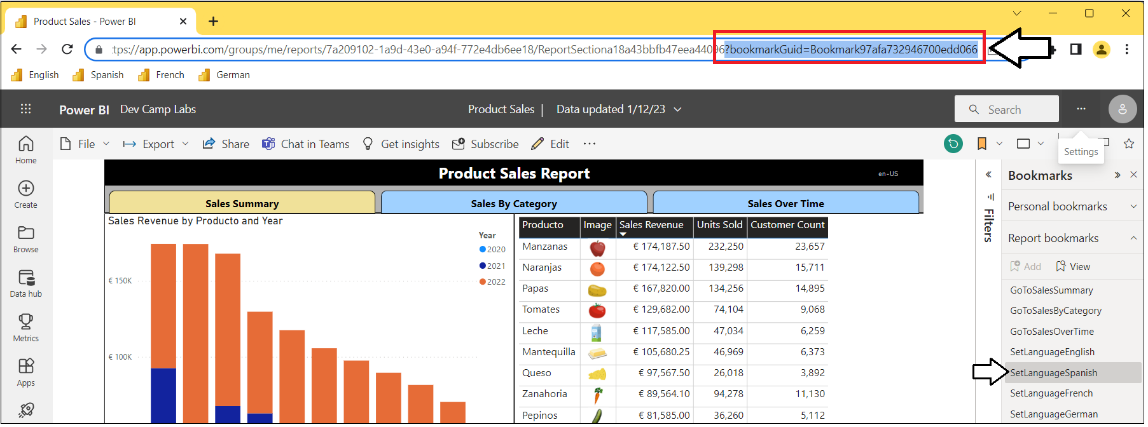 Product Sales - Power BI
tps://app.powerbi.com/groups/me/reports/7a209102-1a9d-43e0-a94f-772e4db6ee18/ReportSectiona18a43bbfb47eea44096?bookmarkGuid=Bookmark97afa732946700edd066
English Spanish French German
Power BI Dev Camp Labs Product Sales | Data updated 1/12/23 Search
File Export Share Chat in Teams Get insights Subscribe Edit
Settings
Home
Create
Browse
Data hub
Metrics
Apps
Product Sales Report en-US
Sales Summary Sales By Category Sales Over Time
Sales Revenue by Producto and Year
Year
2020
2021
2022
€ 150K
€ 100K
Producto Image Sales Revenue Units Sold Customer Count
Manzanas € 174,187.50 232,250 23,657
Naranjas € 174,122.50 139,298 15,711
Papas € 167,820.00 134,256 14,895
Tomates € 129,682.00 74,104 9,068
Leche € 117,585.00 47,034 6,259
Mantequilla € 105,680.25 46,969 6,373
Queso € 97,567.50 26,018 3,892
Zanahoria € 89,564.10 94,278 11,130
Pepinos € 81,585.00 36,260 5,112
Filters
Bookmarks
Personal bookmarks
Report bookmarks
Add View
GoToSalesSummary
GoToSalesByCategory
GoToSalesOverTime
SetLanguageEnglish
SetLanguageSpanish
SetLanguageFrench
SetLanguageGerman